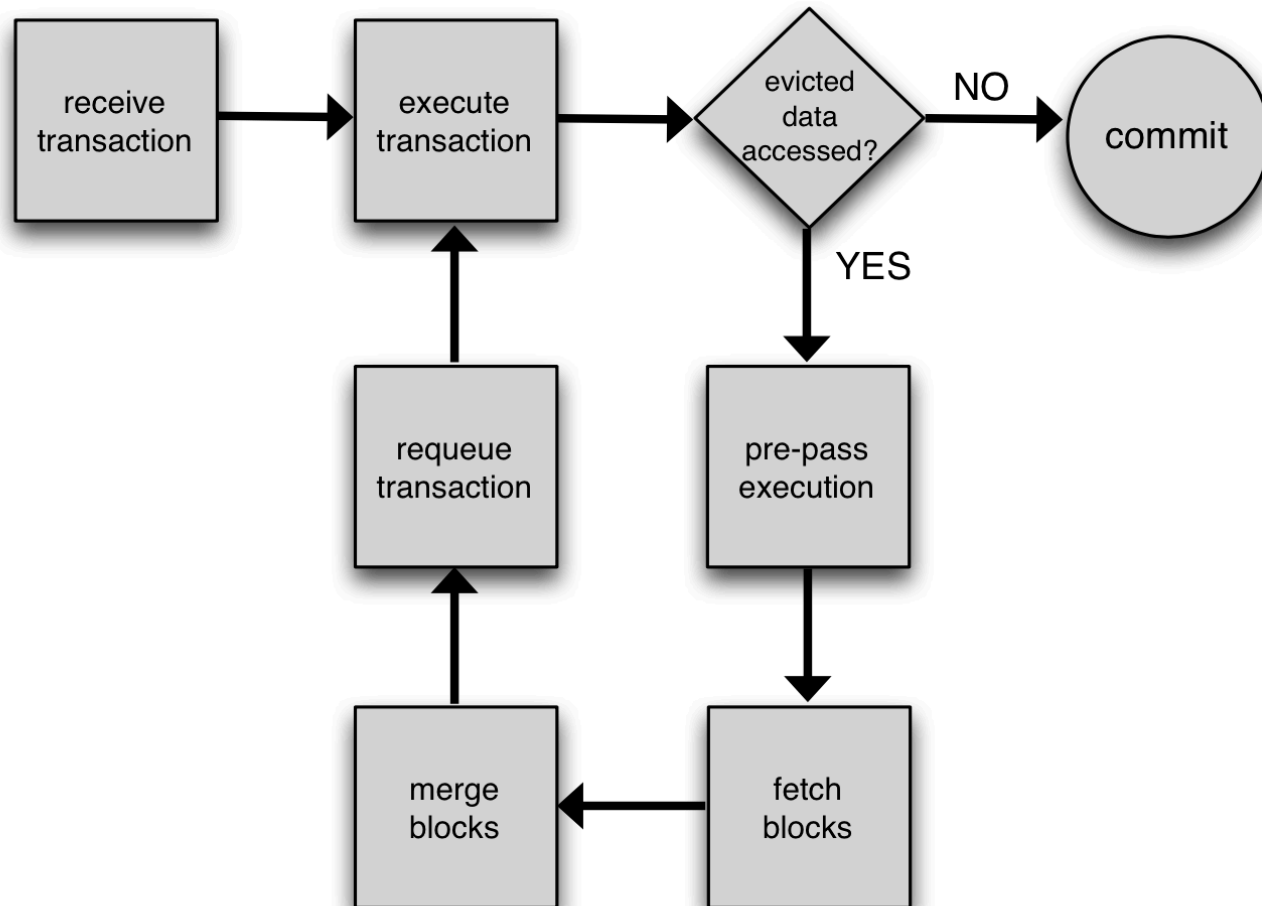 receive
transaction
execute
transaction
evicted
data
accessed?
NO
commit
YES
requeue
transaction
pre-pass
execution
merge
blocks
fetch
blocks